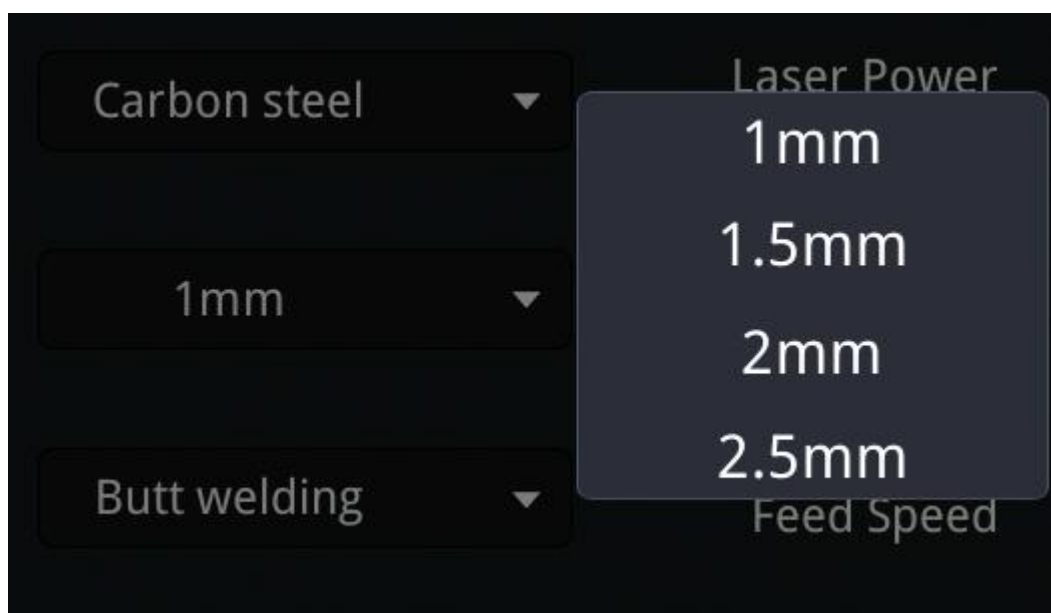 Carbon steel
Laser Power
1mm
1.5mm
1mm
2mm
2.5mm
Butt welding
Feed Speed